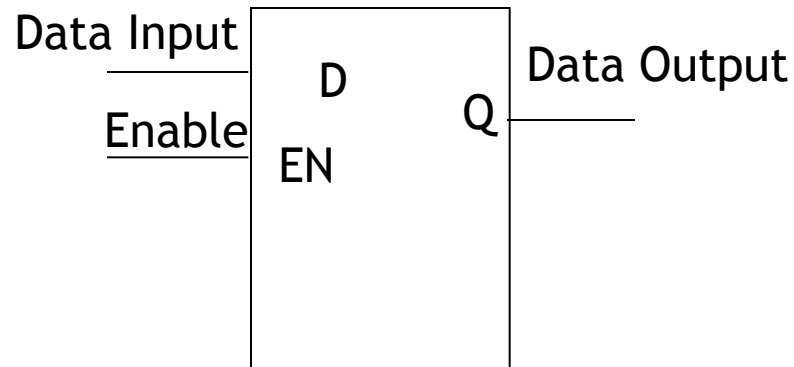 Data Input
D
Data Output
Q
Enable
EN